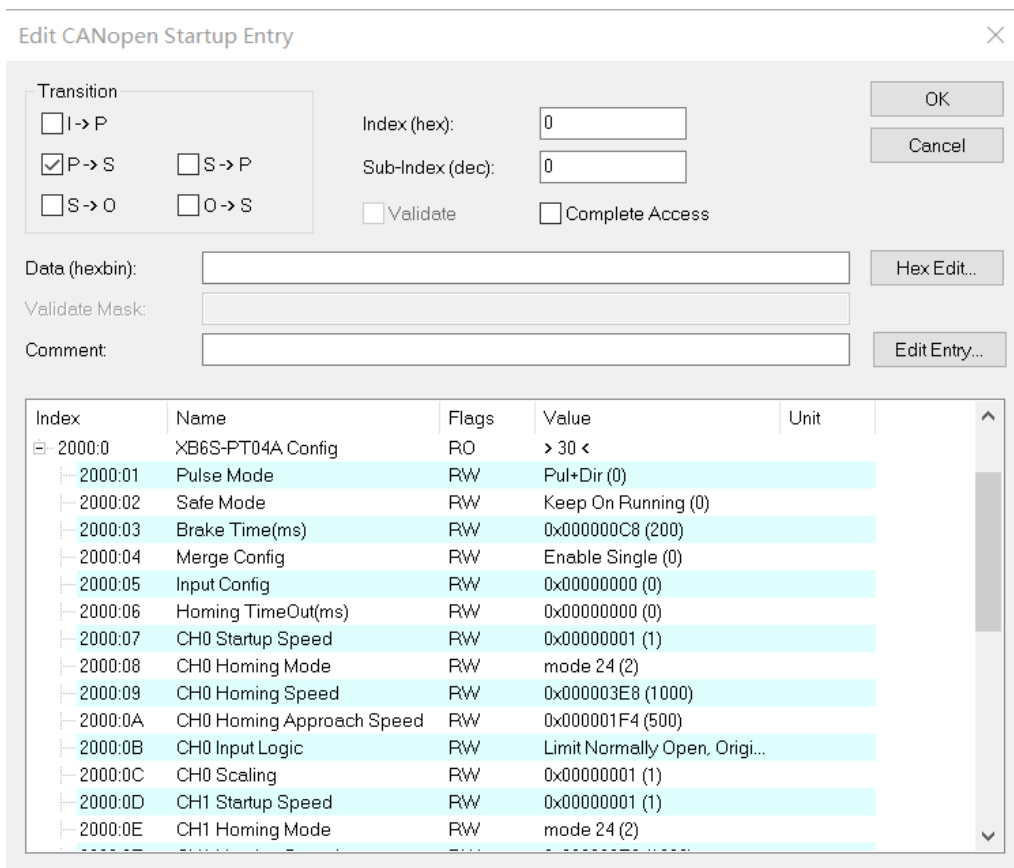 Edit CANopen Startup Entry
Transition
I -> P
P -> S
S -> P
S -> O
O -> S
Index (hex):
0
Sub-Index (dec):
0
Validate
Complete Access
OK
Cancel
Data (hexbin):
Hex Edit...
Validate Mask:
Comment:
Edit Entry...
Index Name Flags Value Unit
2000:0 XB6S-PT04A Config RO > 30 <
2000:01 Pulse Mode RW Pul+Dir (0)
2000:02 Safe Mode RW Keep On Running (0)
2000:03 Brake Time(ms) RW 0x000000C8 (200)
2000:04 Merge Config RW Enable Single (0)
2000:05 Input Config RW 0x00000000 (0)
2000:06 Homing TimeOut(ms) RW 0x00000000 (0)
2000:07 CH0 Startup Speed RW 0x00000001 (1)
2000:08 CH0 Homing Mode RW mode 24 (2)
2000:09 CH0 Homing Speed RW 0x000003E8 (1000)
2000:0A CH0 Homing Approach Speed RW 0x000001F4 (500)
2000:0B CH0 Input Logic RW Limit Normally Open, Origi...
2000:0C CH0 Scaling RW 0x00000001 (1)
2000:0D CH1 Startup Speed RW 0x00000001 (1)
2000:0E CH1 Homing Mode RW mode 24 (2)